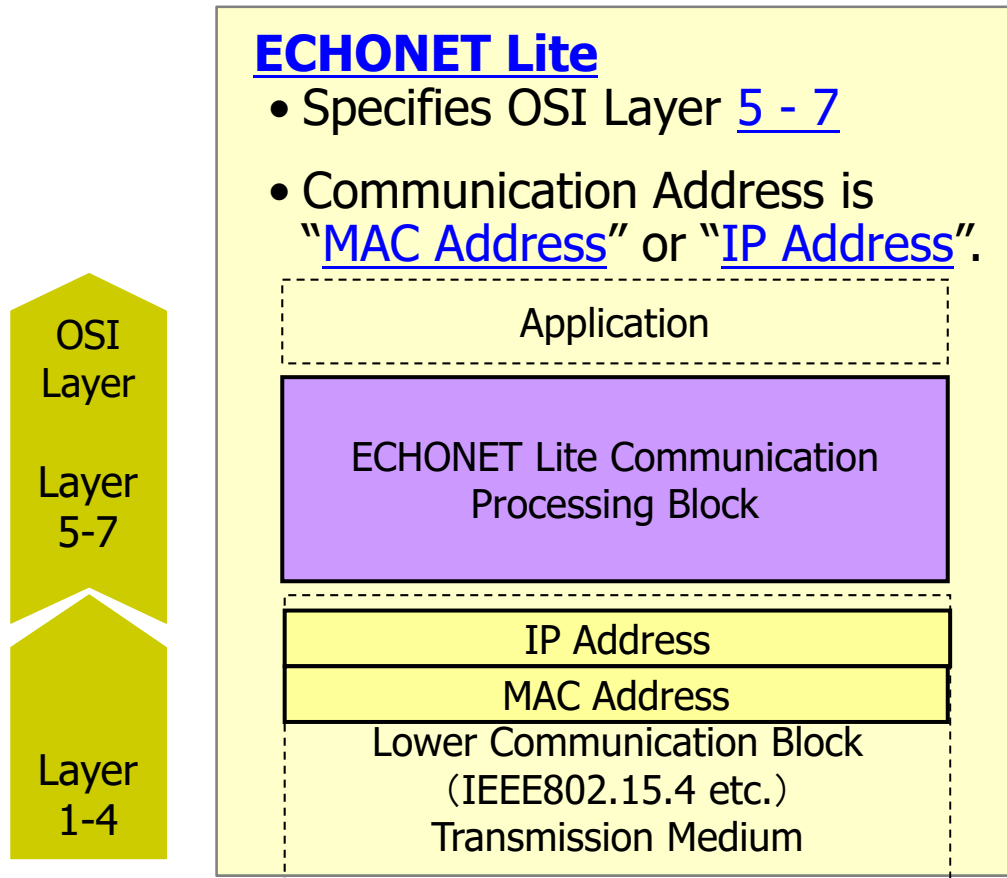 ECHONET Lite
• Specifies OSI Layer 5 - 7
• Communication Address is
“MAC Address” or “IP Address”.
OSI
Layer
Layer
5-7
Layer
1-4
Application
ECHONET Lite Communication
Processing Block
IP Address
MAC Address
Lower Communication Block
（IEEE802.15.4 etc.）
Transmission Medium